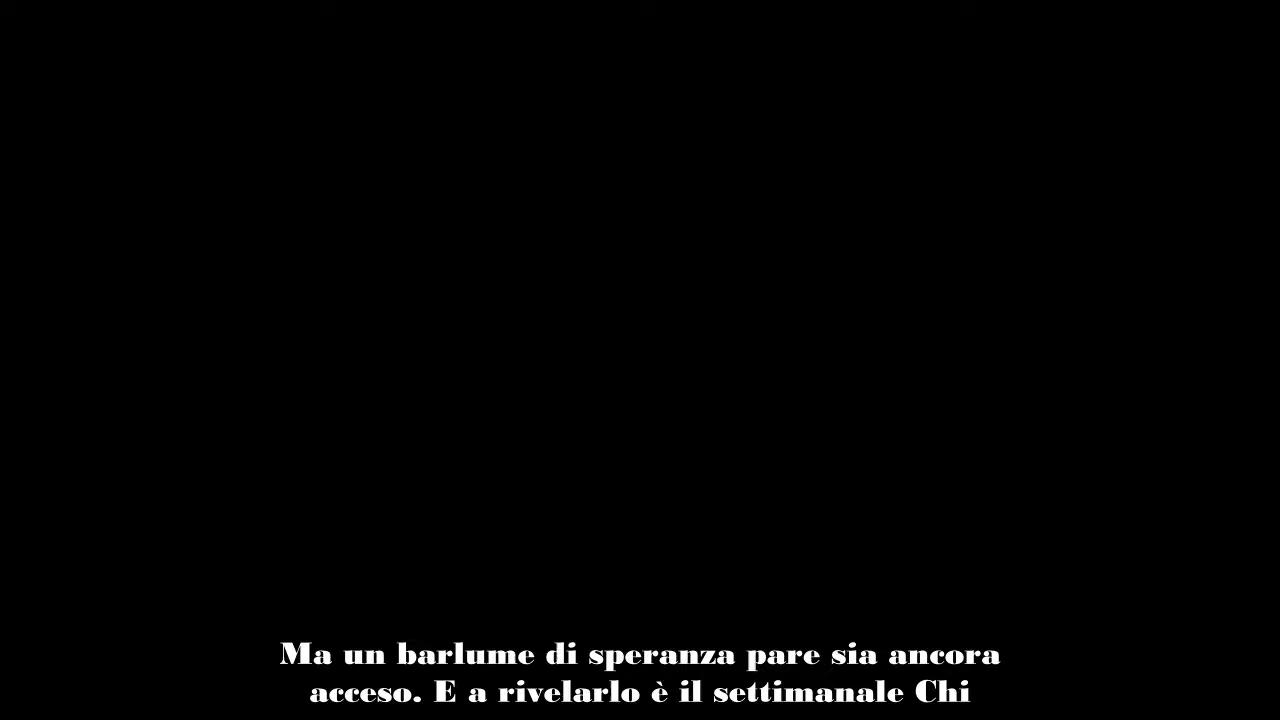 Ma un barlume di speranza pare sia ancora
acceso. E a rivelarlo è il settimanale Chi